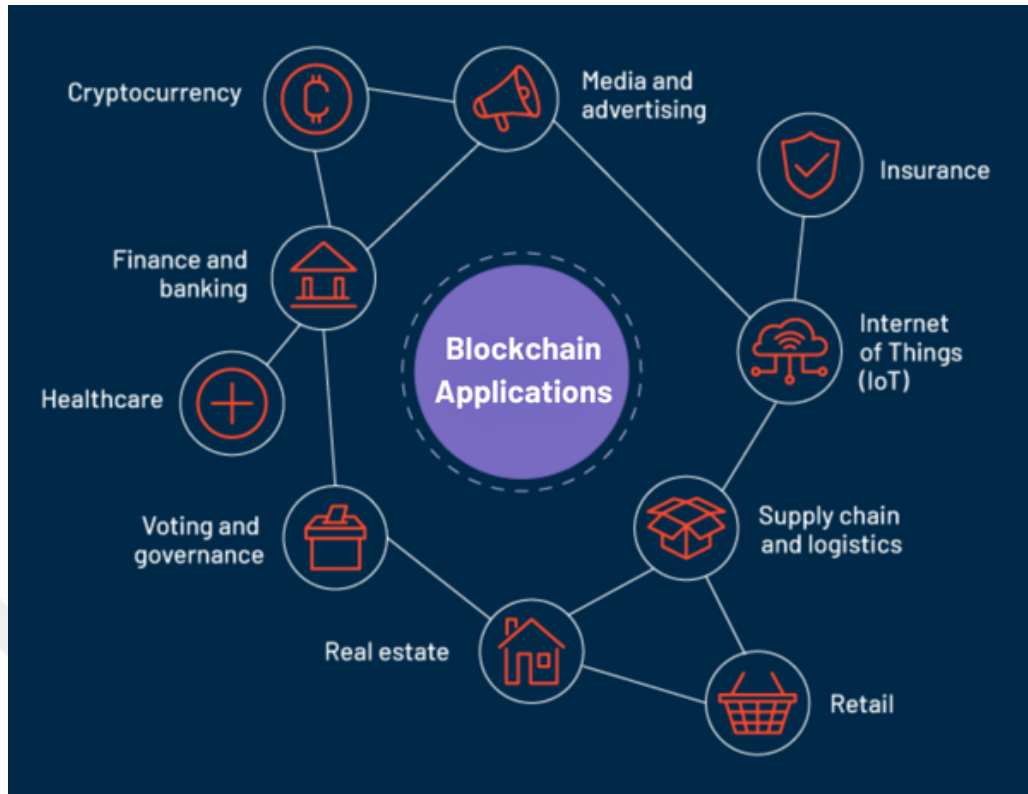 Cryptocurrency
Media and
advertising
Insurance
Finance and
banking
Blockchain
Applications
Internet
of Things
(IoT)
Healthcare
Voting and
governance
Supply chain
and logistics
Real estate
Retail